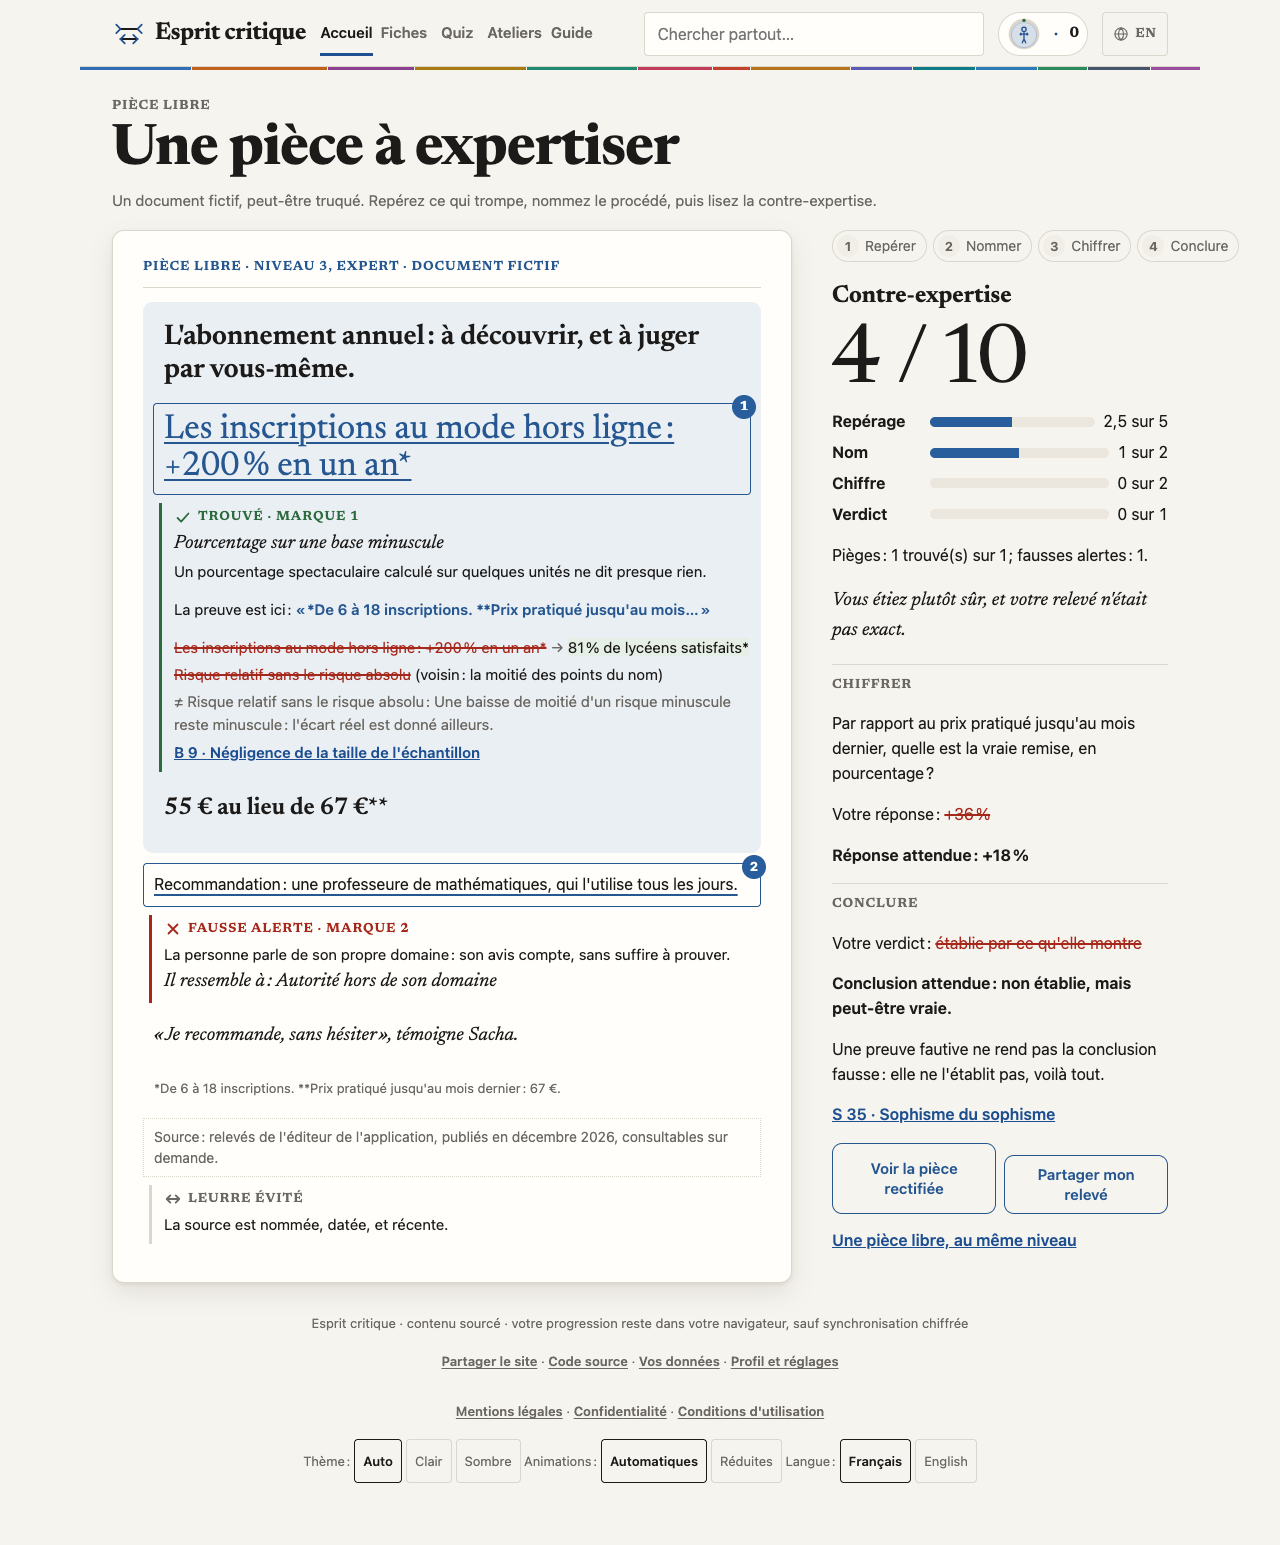 Esprit critique
Accueil Fiches Quiz Ateliers Guide
Chercher partout…
· 0
EN
PIÈCE LIBRE
Une pièce à expertiser
Un document fictif, peut-être truqué. Repérez ce qui trompe, nommez le procédé, puis lisez la contre-expertise.
PIÈCE LIBRE · NIVEAU 3, EXPERT · DOCUMENT FICTIF
L'abonnement annuel : à découvrir, et à juger
par vous-même.
1
Les inscriptions au mode hors ligne :
+200 % en un an*
TROUVÉ · MARQUE 1
Pourcentage sur une base minuscule
Un pourcentage spectaculaire calculé sur quelques unités ne dit presque rien.
La preuve est ici : « *De 6 à 18 inscriptions. **Prix pratiqué jusqu'au mois… »
Les inscriptions au mode hors ligne : +200 % en un an* → 81 % de lycéens satisfaits*
Risque relatif sans le risque absolu (voisin : la moitié des points du nom)
≠ Risque relatif sans le risque absolu : Une baisse de moitié d'un risque minuscule
reste minuscule : l'écart réel est donné ailleurs.
B 9 · Négligence de la taille de l'échantillon
55 € au lieu de 67 €**
2
Recommandation : une professeure de mathématiques, qui l'utilise tous les jours.
FAUSSE ALERTE · MARQUE 2
La personne parle de son propre domaine : son avis compte, sans suffire à prouver.
Il ressemble à : Autorité hors de son domaine
« Je recommande, sans hésiter », témoigne Sacha.
*De 6 à 18 inscriptions. **Prix pratiqué jusqu'au mois dernier : 67 €.
Source : relevés de l'éditeur de l'application, publiés en décembre 2026, consultables sur
demande.
LEURRE ÉVITÉ
La source est nommée, datée, et récente.
1 Repérer 2 Nommer 3 Chiffrer 4 Conclure
Contre-expertise
4 / 10
Repérage 2,5 sur 5
Nom 1 sur 2
Chiffre 0 sur 2
Verdict 0 sur 1
Pièges : 1 trouvé(s) sur 1 ; fausses alertes : 1.
Vous étiez plutôt sûr, et votre relevé n'était
pas exact.
CHIFFRER
Par rapport au prix pratiqué jusqu'au mois
dernier, quelle est la vraie remise, en
pourcentage ?
Votre réponse : +36 %
Réponse attendue : +18 %
CONCLURE
Votre verdict : établie par ce qu'elle montre
Conclusion attendue : non établie, mais
peut-être vraie.
Une preuve fautive ne rend pas la conclusion
fausse : elle ne l'établit pas, voilà tout.
S 35 · Sophisme du sophisme
Voir la pièce
rectifiée
Partager mon
relevé
Une pièce libre, au même niveau
Esprit critique · contenu sourcé · votre progression reste dans votre navigateur, sauf synchronisation chiffrée
Partager le site · Code source · Vos données · Profil et réglages
Mentions légales · Confidentialité · Conditions d'utilisation
Thème : Auto Clair Sombre Animations : Automatiques Réduites Langue : Français English